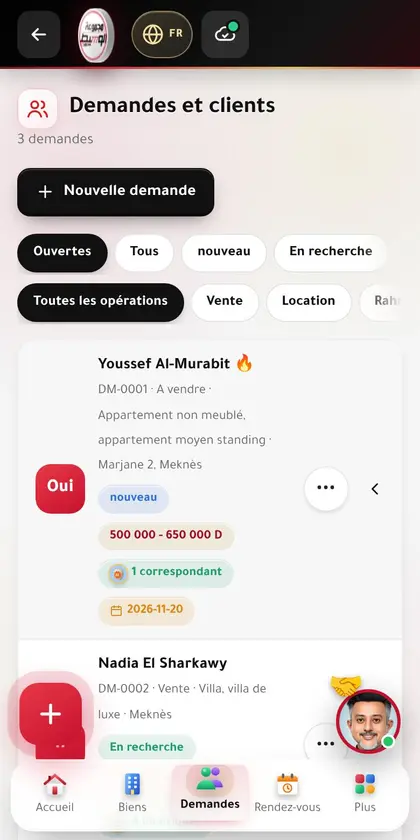 FR
Demandes et clients
3 demandes
+ Nouvelle demande
Ouvertes
Tous
nouveau
En recherche
Toutes les opérations
Vente
Location
Youssef Al-Murabit 🔥
DM-0001 · A vendre ·
Appartement non meublé,
appartement moyen standing ·
Marjane 2, Meknès
Oui
nouveau
500 000 - 650 000 D
1 correspondant
2026-11-20
Nadia El Sharkawy
DM-0002 · Vente · Villa, villa de
luxe · Meknès
En recherche
Accueil
Biens
Demandes
Rendez-vous
Plus